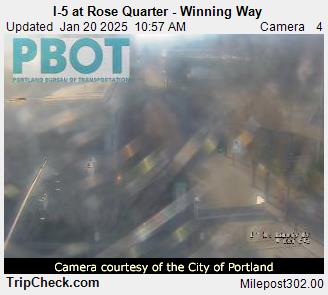 I-5 at Rose Quarter - Winning Way
Updated Jan 20 2025 10:57 AM Camera 4
PBOT
PORTLAND BUREAU OF TRANSPORTATION
Camera courtesy of the City of Portland
TripCheck.com Milepost302.00